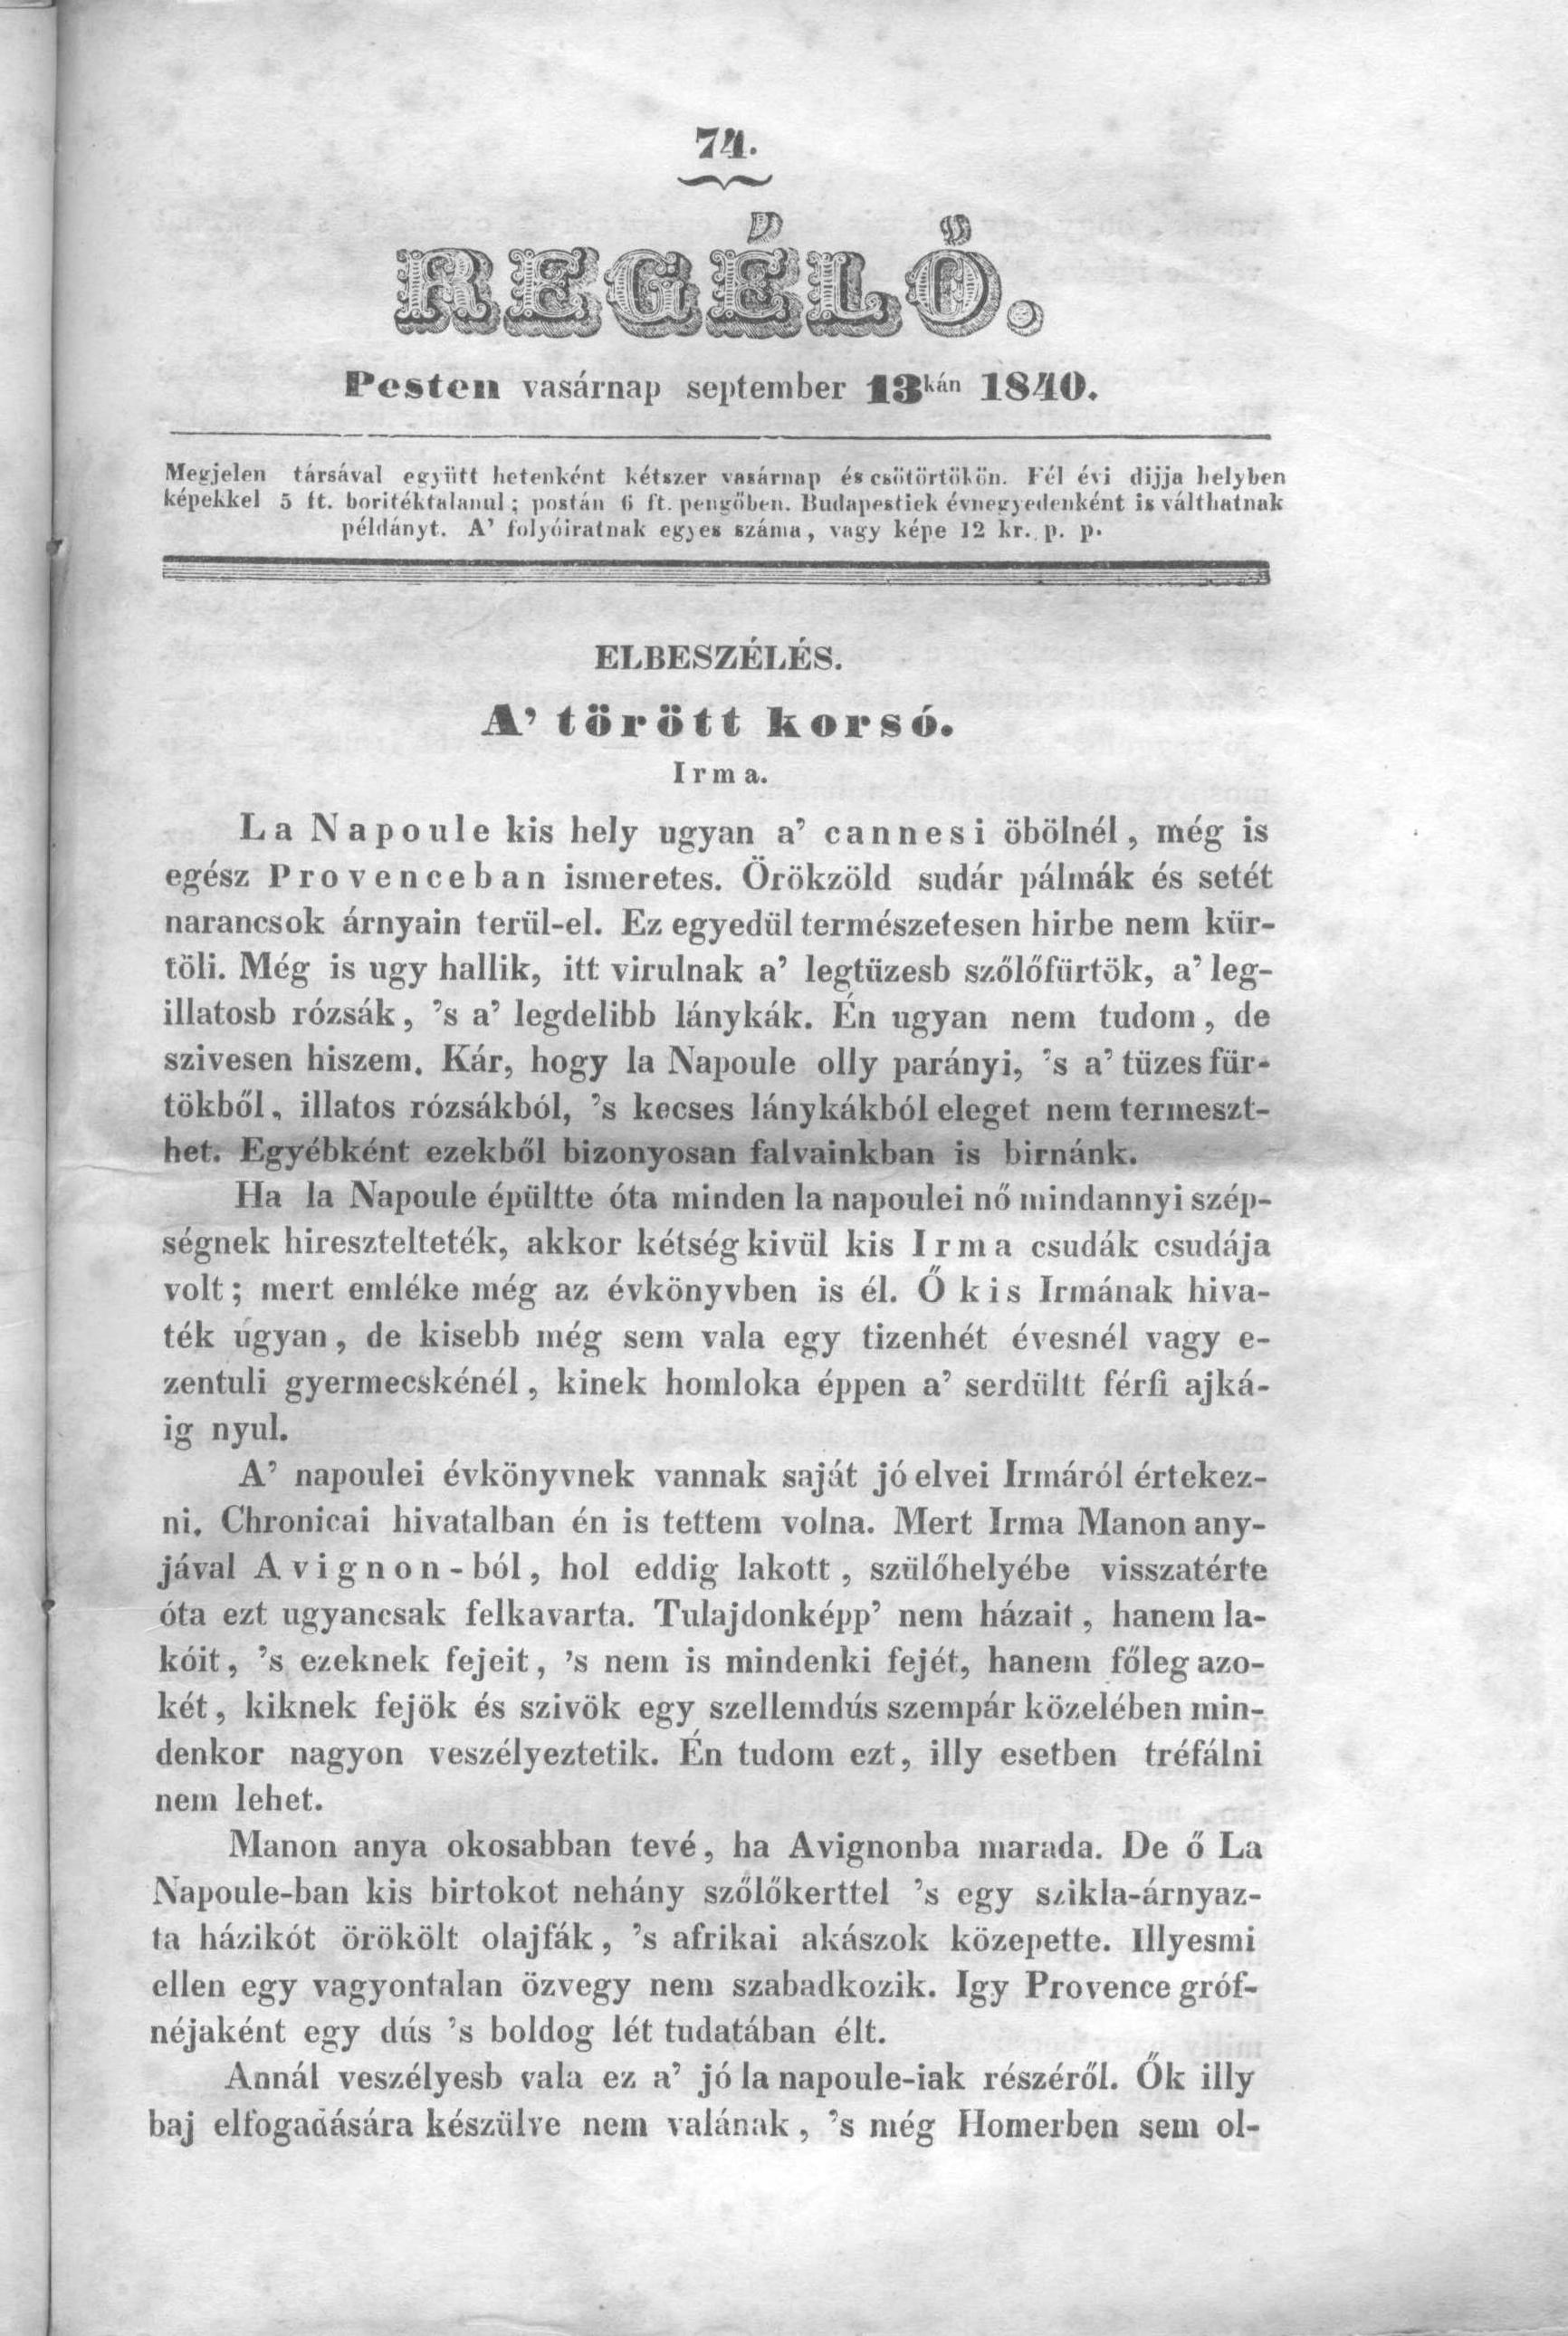 74.
REGÉLŐ.
Pesten vasárnap september 13kán 1840.
Megjelen társával együtt hetenként kétszer vasárnap és csötörtökön. Fél évi díjja helyben
képekkel 5 ft. boritéktalanul; postán 6 ft. pengőben. Budapestiek évnegyedenként isválthatnak
példányt. A' folyóiratnak egyes száma, vagy képe 12 kr. p. p.
ELBESZÉLÉS.
A' törött korsó.
Irma.
La Napoule kis hely ugyan a' cannesi öbölnél, még is
egész Provenceban ismeretes. Örökzöld sudár pálmák és setét
narancsok árnyain terül-el. Ez egyedül természetesen hirbe nem kür-
töli. Még is ugy hallik, itt virulnak a' legtüzesb szőlőfürtök, a' leg-
illatosb rózsák, 's a' legdelibb lánykák. Én ugyan nem tudom, de
szivesen hiszem. Kár, hogy la Napoule olly parányi, 's a' tüzes für-
tökből, illatos rózsákból, 's kecses lánykákból eleget nem termeszt-
het. Egyébként ezekből bizonyosan falvainkban is birnánk.
Ha la Napoule épültte óta minden la napoulei nő mindannyi szép-
ségnek hiresztelteték, akkor kétség kivül kis Irma csudák csudája
volt; mert emléke még az évkönyvben is él. Ő kis Irmának hiva-
ték ugyan, de kisebb még sem vala egy tizenhét évesnél vagy e-
zentuli gyermecskénél, kinek homloka éppen a' serdültt férfi ajká-
ig nyul.
A' napoulei évkönyvnek vannak saját jó elvei Irmáról értekez-
ni. Chronicai hivatalban én is tettem volna. Mert Irma Manon any-
jával Avignon-ból, hol eddig lakott, szülőhelyébe visszatérte
óta ezt ugyancsak felkavarta. Tulajdonképp' nem házait, hanem la-
kóit, 's ezeknek fejeit, 's nem is mindenki fejét, hanem főleg azo-
két, kiknek fejök és szivök egy szellemdús szempár közelében min-
denkor nagyon veszélyeztetik. Én tudom ezt, illy esetben tréfálni
nem lehet.
Manon anya okosabban tevé, ha Avignonba marada. De ő La
Napoule-ban kis birtokot nehány szőlőkerttel 's egy szikla-árnyaz-
ta házikót örökölt olajfák, 's afrikai akászok közepette. Illyesmi
ellen egy vagyontalan özvegy nem szabadkozik. Igy Provence gróf-
néjaként egy dús 's boldog lét tudatában élt.
Annál veszélyesb vala ez a' jó la napoule-iak részéről. Ők illy
baj elfogadására készülve nem valának, 's még Homerben sem ol-